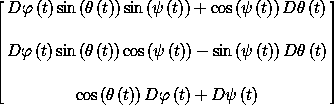 Dφ (t) sin (θ (t)) sin (ψ (t)) + cos (ψ (t)) Dθ (t)
Dφ (t) sin (θ (t)) cos (ψ (t)) − sin (ψ (t)) Dθ (t)
cos (θ (t)) Dφ (t) + Dψ (t)